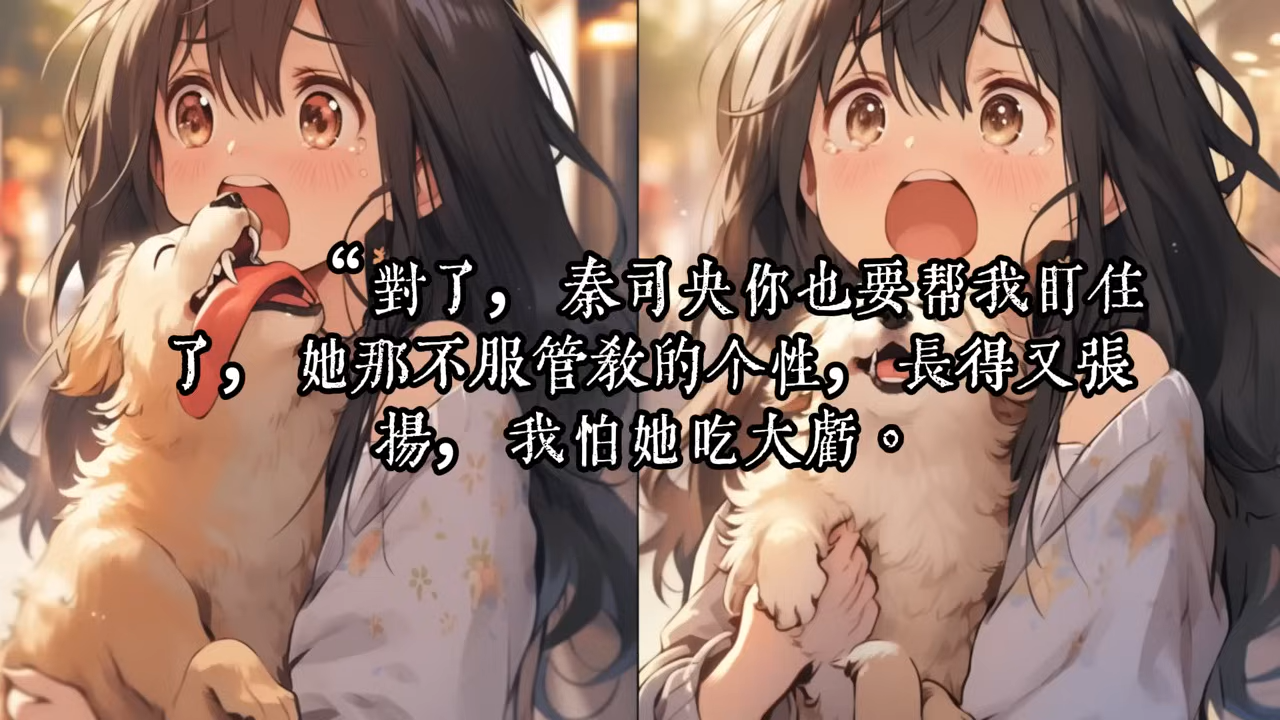 “對了， 秦司央你也要帮我盯住
了， 她那不服管教的个性， 長得又張
揚， 我怕她吃大虧。